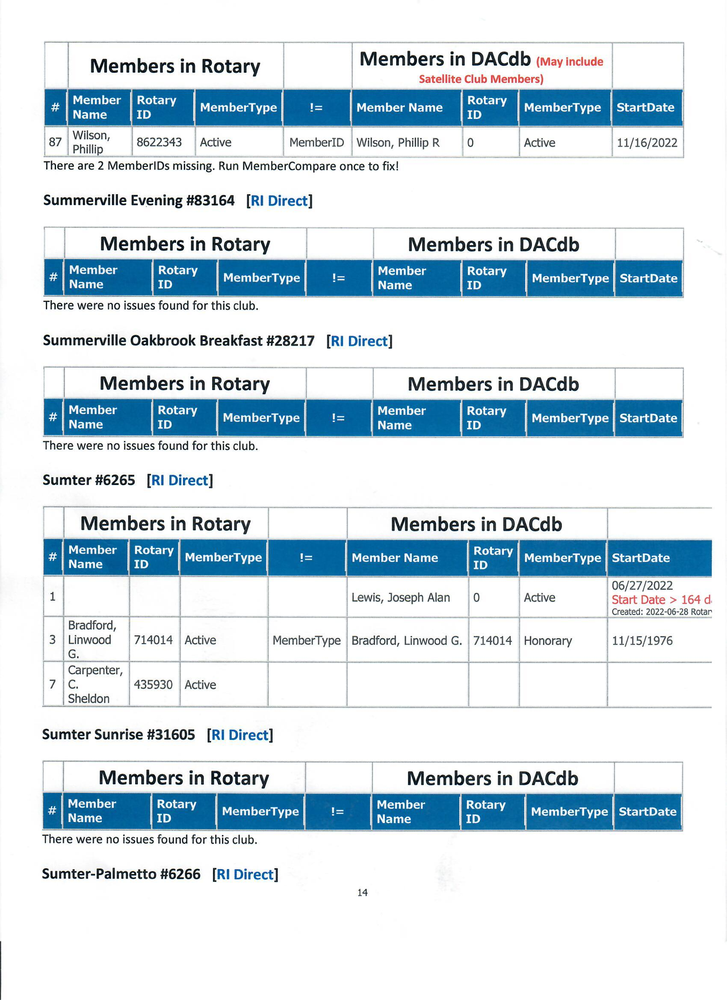 Members in Rotary
Members in DACdb (May include
Satellite Club Members)
# Member Name Rotary ID MemberType != Member Name Rotary ID MemberType StartDate
87 Wilson, Phillip 8622343 Active MemberID Wilson, Phillip R 0 Active 11/16/2022
There are 2 MemberIDs missing. Run MemberCompare once to fix!
Summerville Evening #83164 [RI Direct]
Members in Rotary Members in DACdb
# Member Name Rotary ID MemberType != Member Name Rotary ID MemberType StartDate
There were no issues found for this club.
Summerville Oakbrook Breakfast #28217 [RI Direct]
Members in Rotary Members in DACdb
# Member Name Rotary ID MemberType != Member Name Rotary ID MemberType StartDate
There were no issues found for this club.
Sumter #6265 [RI Direct]
Members in Rotary Members in DACdb
# Member Name Rotary ID MemberType != Member Name Rotary ID MemberType StartDate
1 Lewis, Joseph Alan 0 Active 06/27/2022
Start Date > 164 d
Created: 2022-06-28 Rotar
3 Bradford, Linwood G. 714014 Active MemberType Bradford, Linwood G. 714014 Honorary 11/15/1976
7 Carpenter, C. Sheldon 435930 Active
Sumter Sunrise #31605 [RI Direct]
Members in Rotary Members in DACdb
# Member Name Rotary ID MemberType != Member Name Rotary ID MemberType StartDate
There were no issues found for this club.
Sumter-Palmetto #6266 [RI Direct]
14